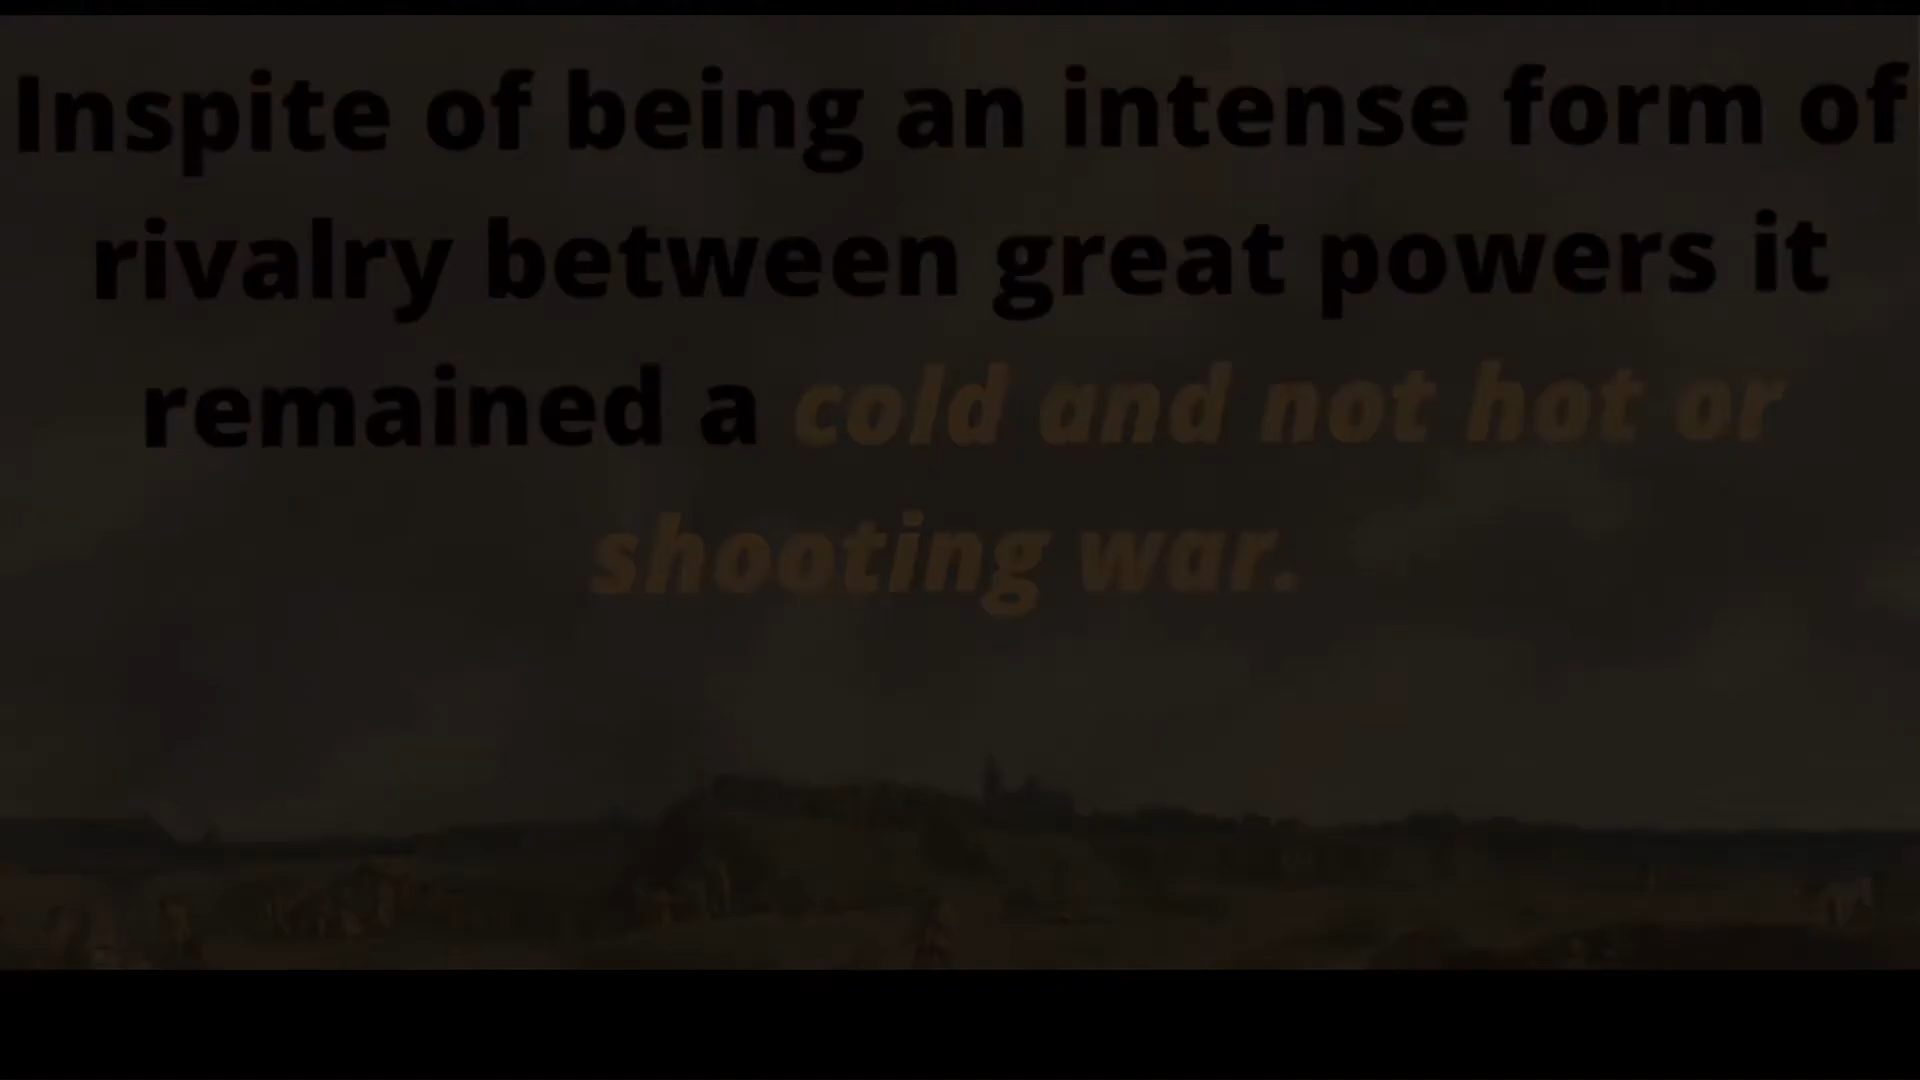 Inspite of being an intense form of
rivalry between great powers it
remained a cold and not hot or
shooting war.